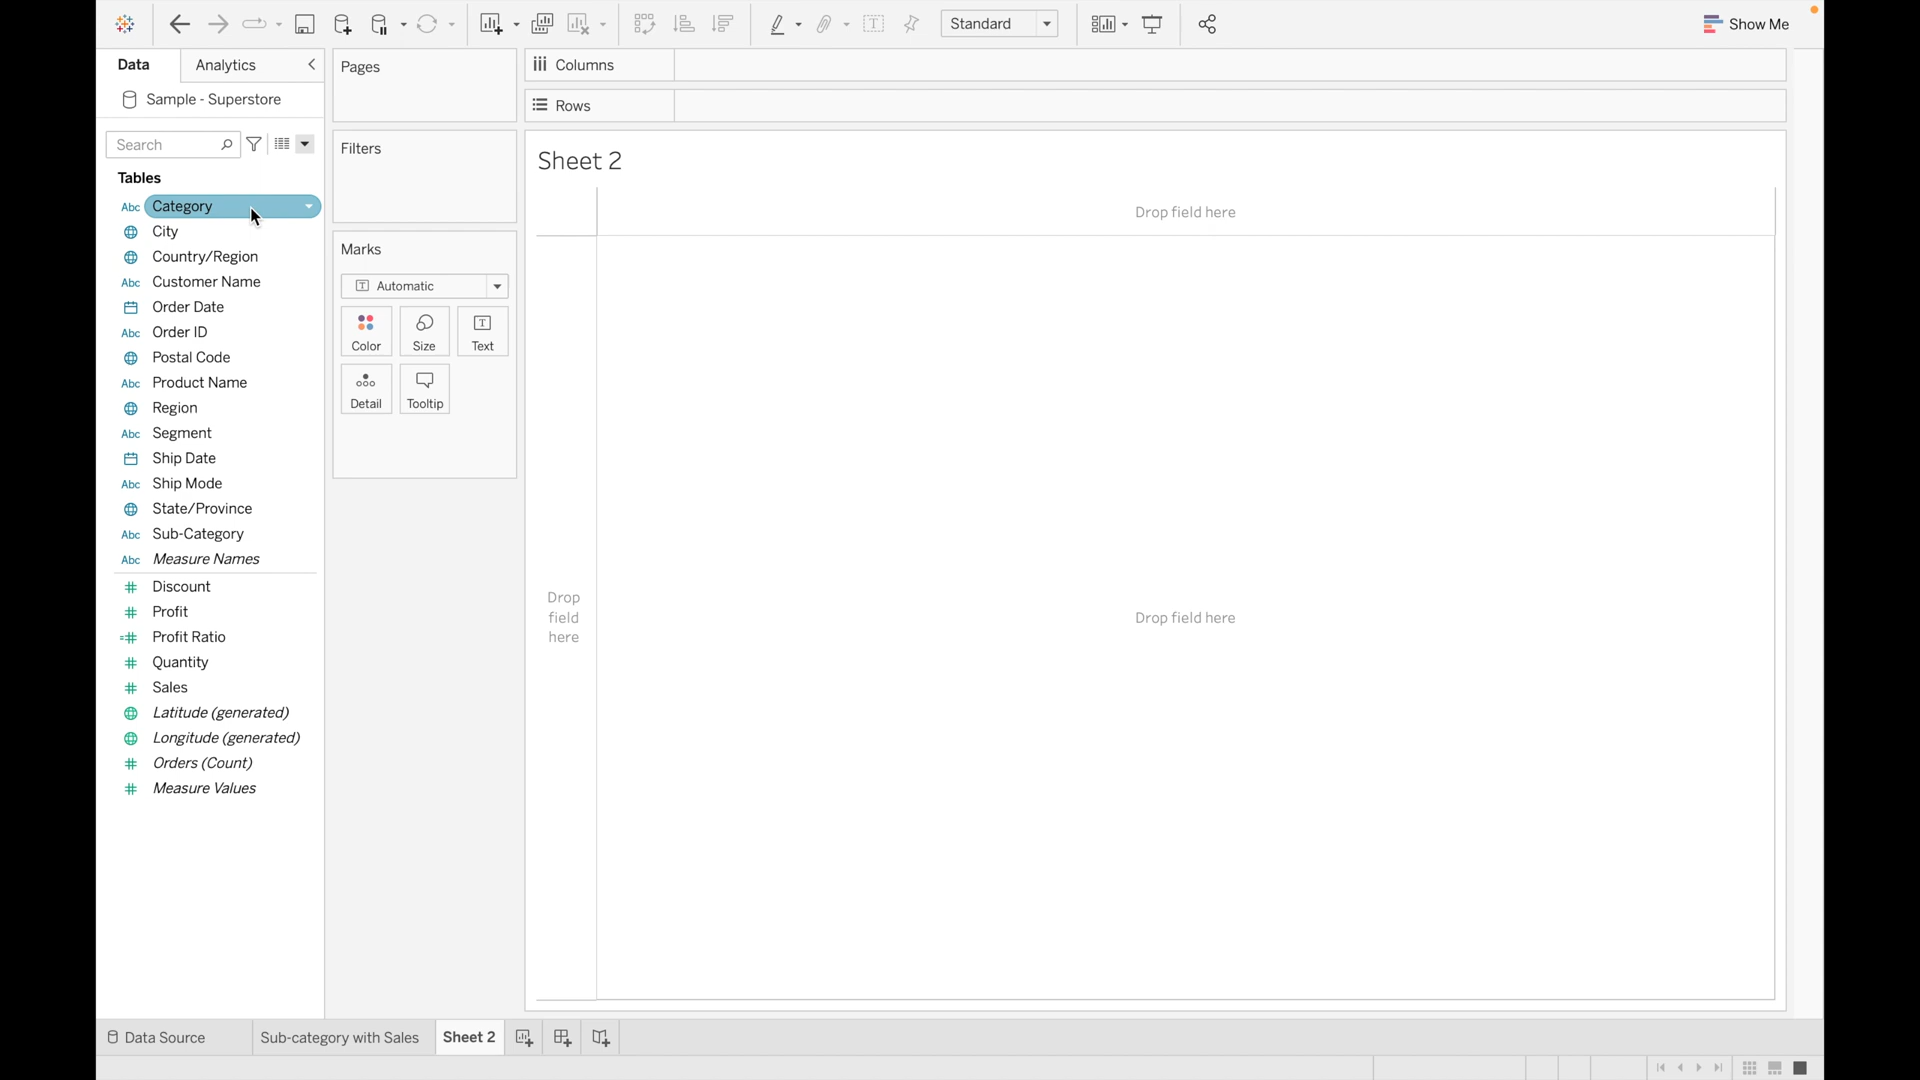 Standard
Show Me
Data
Analytics
Sample - Superstore
Search
Tables
Abc Category
City
Country/Region
Abc Customer Name
Order Date
Abc Order ID
Postal Code
Abc Product Name
Region
Abc Segment
Ship Date
Abc Ship Mode
State/Province
Abc Sub-Category
Abc Measure Names
Discount
Profit
Profit Ratio
Quantity
Sales
Latitude (generated)
Longitude (generated)
Orders (Count)
Measure Values
Pages
Filters
Marks
Automatic
Color
Size
Text
Detail
Tooltip
Columns
Rows
Sheet 2
Drop field here
Drop
field
here
Drop field here
Data Source
Sub-category with Sales
Sheet 2